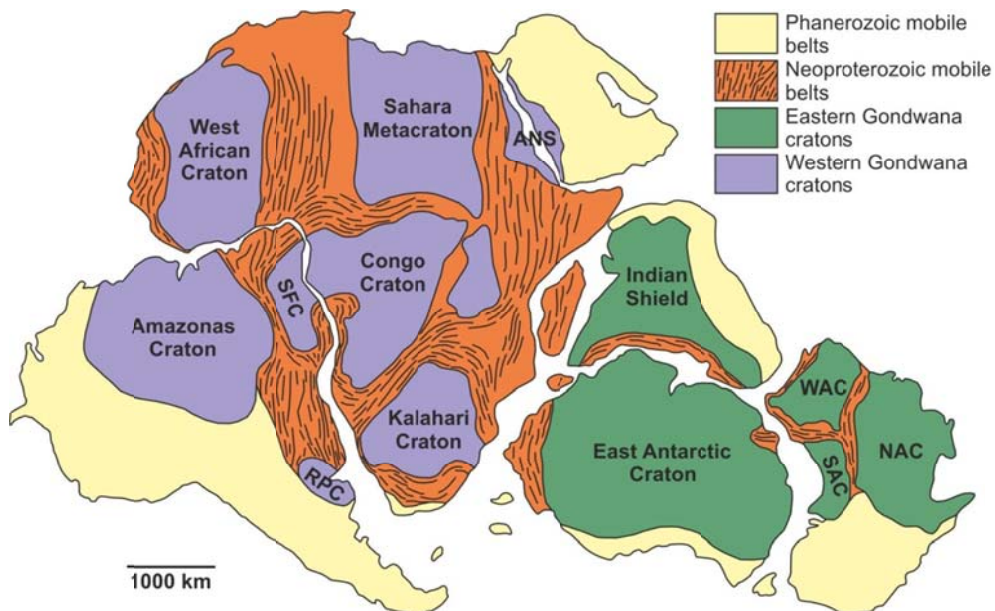 Phanerozoic mobile
belts
Neoproterozoic mobile
belts
Eastern Gondwana
cratons
Western Gondwana
cratons
West
African
Craton
Sahara
Metacraton
ANS
Congo
Craton
SFC
Amazonas
Craton
Kalahari
Craton
RPC
Indian
Shield
East Antarctic
Craton
WAC
SAC
NAC
1000 km